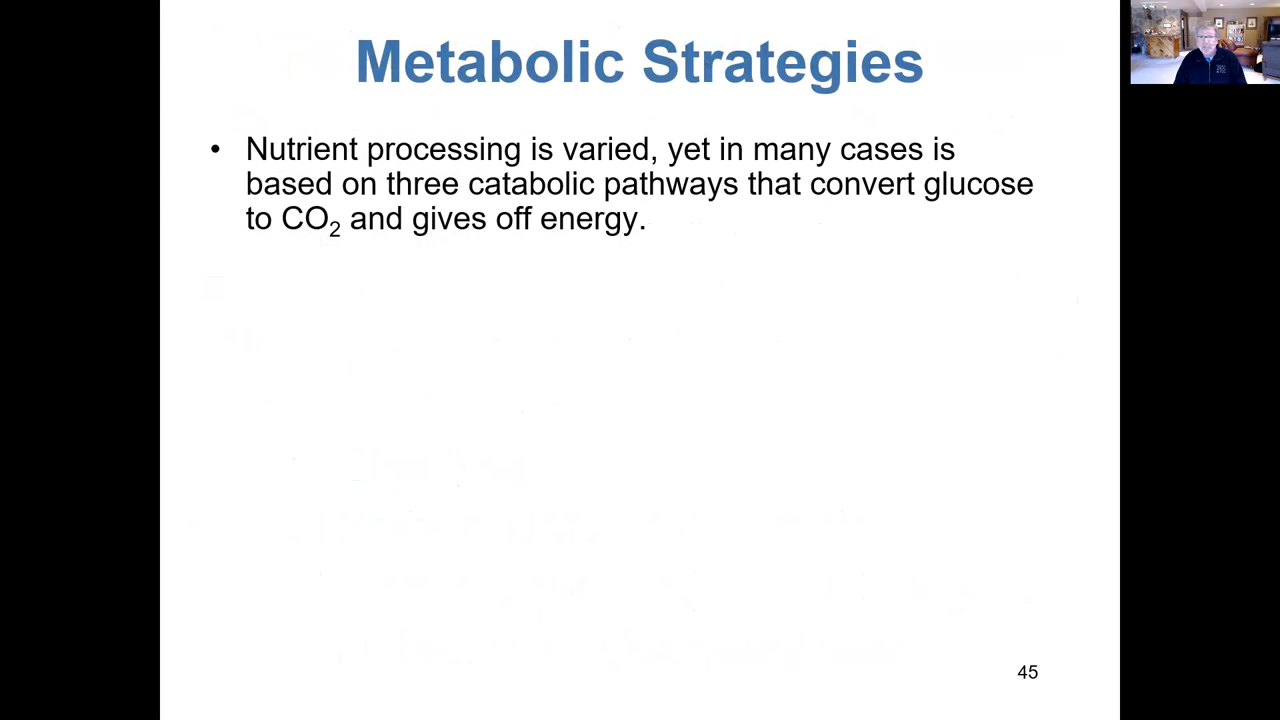 Metabolic Strategies
• Nutrient processing is varied, yet in many cases is
based on three catabolic pathways that convert glucose
to CO₂ and gives off energy.
45